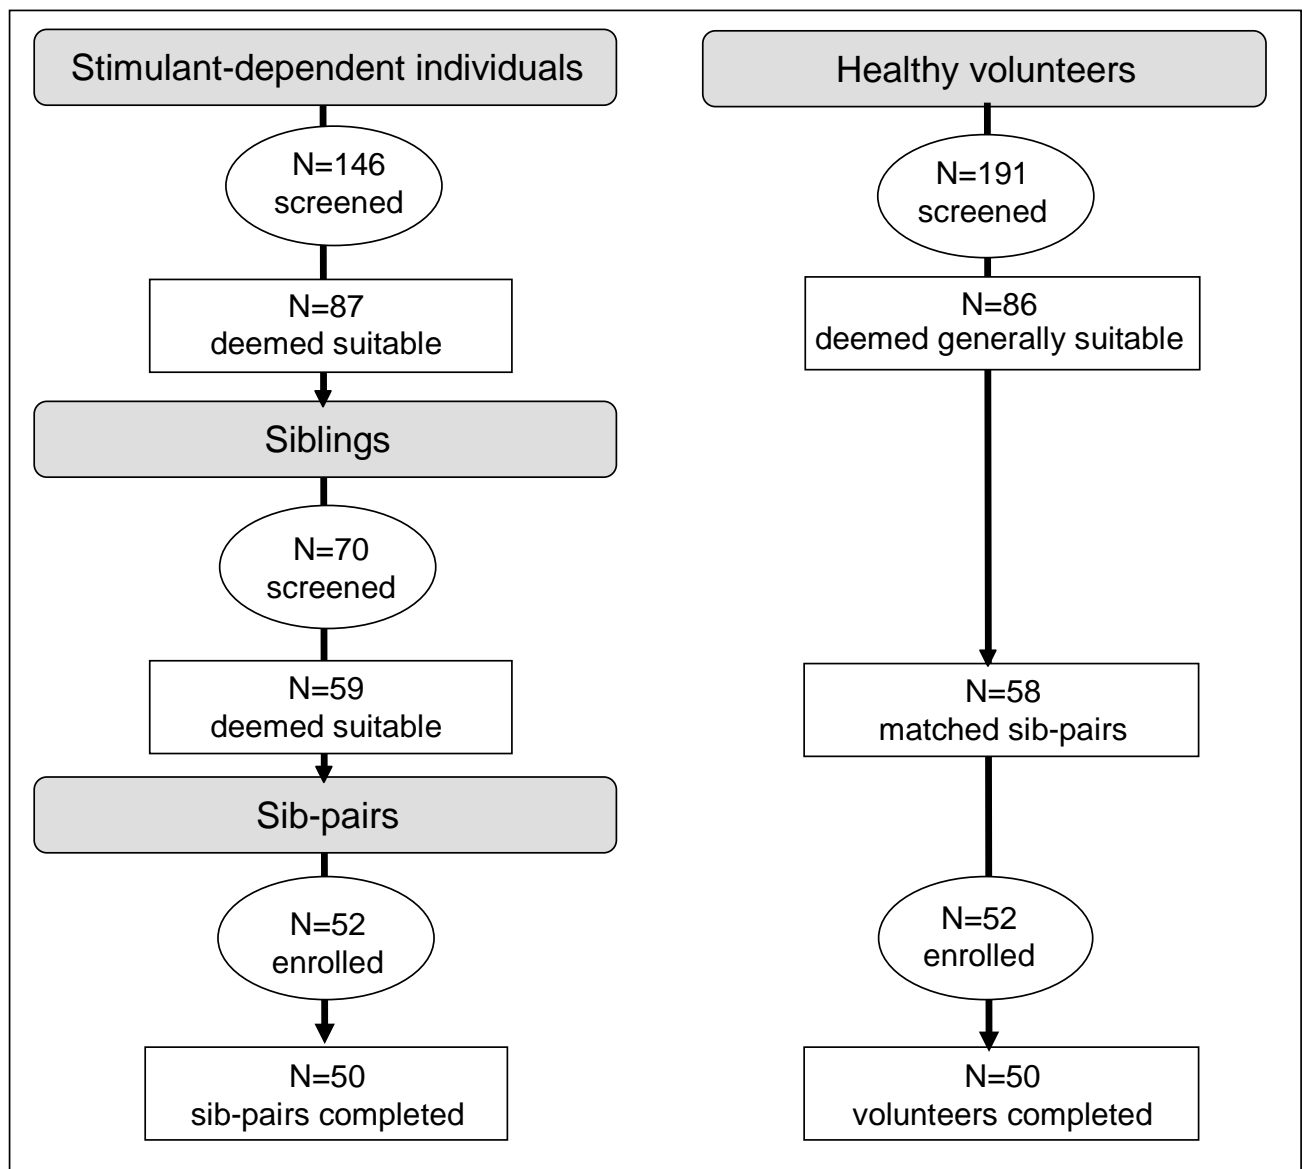 Stimulant-dependent individuals
N=146
screened
N=87
deemed suitable
Siblings
N=70
screened
N=59
deemed suitable
Sib-pairs
N=52
enrolled
N=50
sib-pairs completed
Healthy volunteers
N=191
screened
N=86
deemed generally suitable
N=58
matched sib-pairs
N=52
enrolled
N=50
volunteers completed